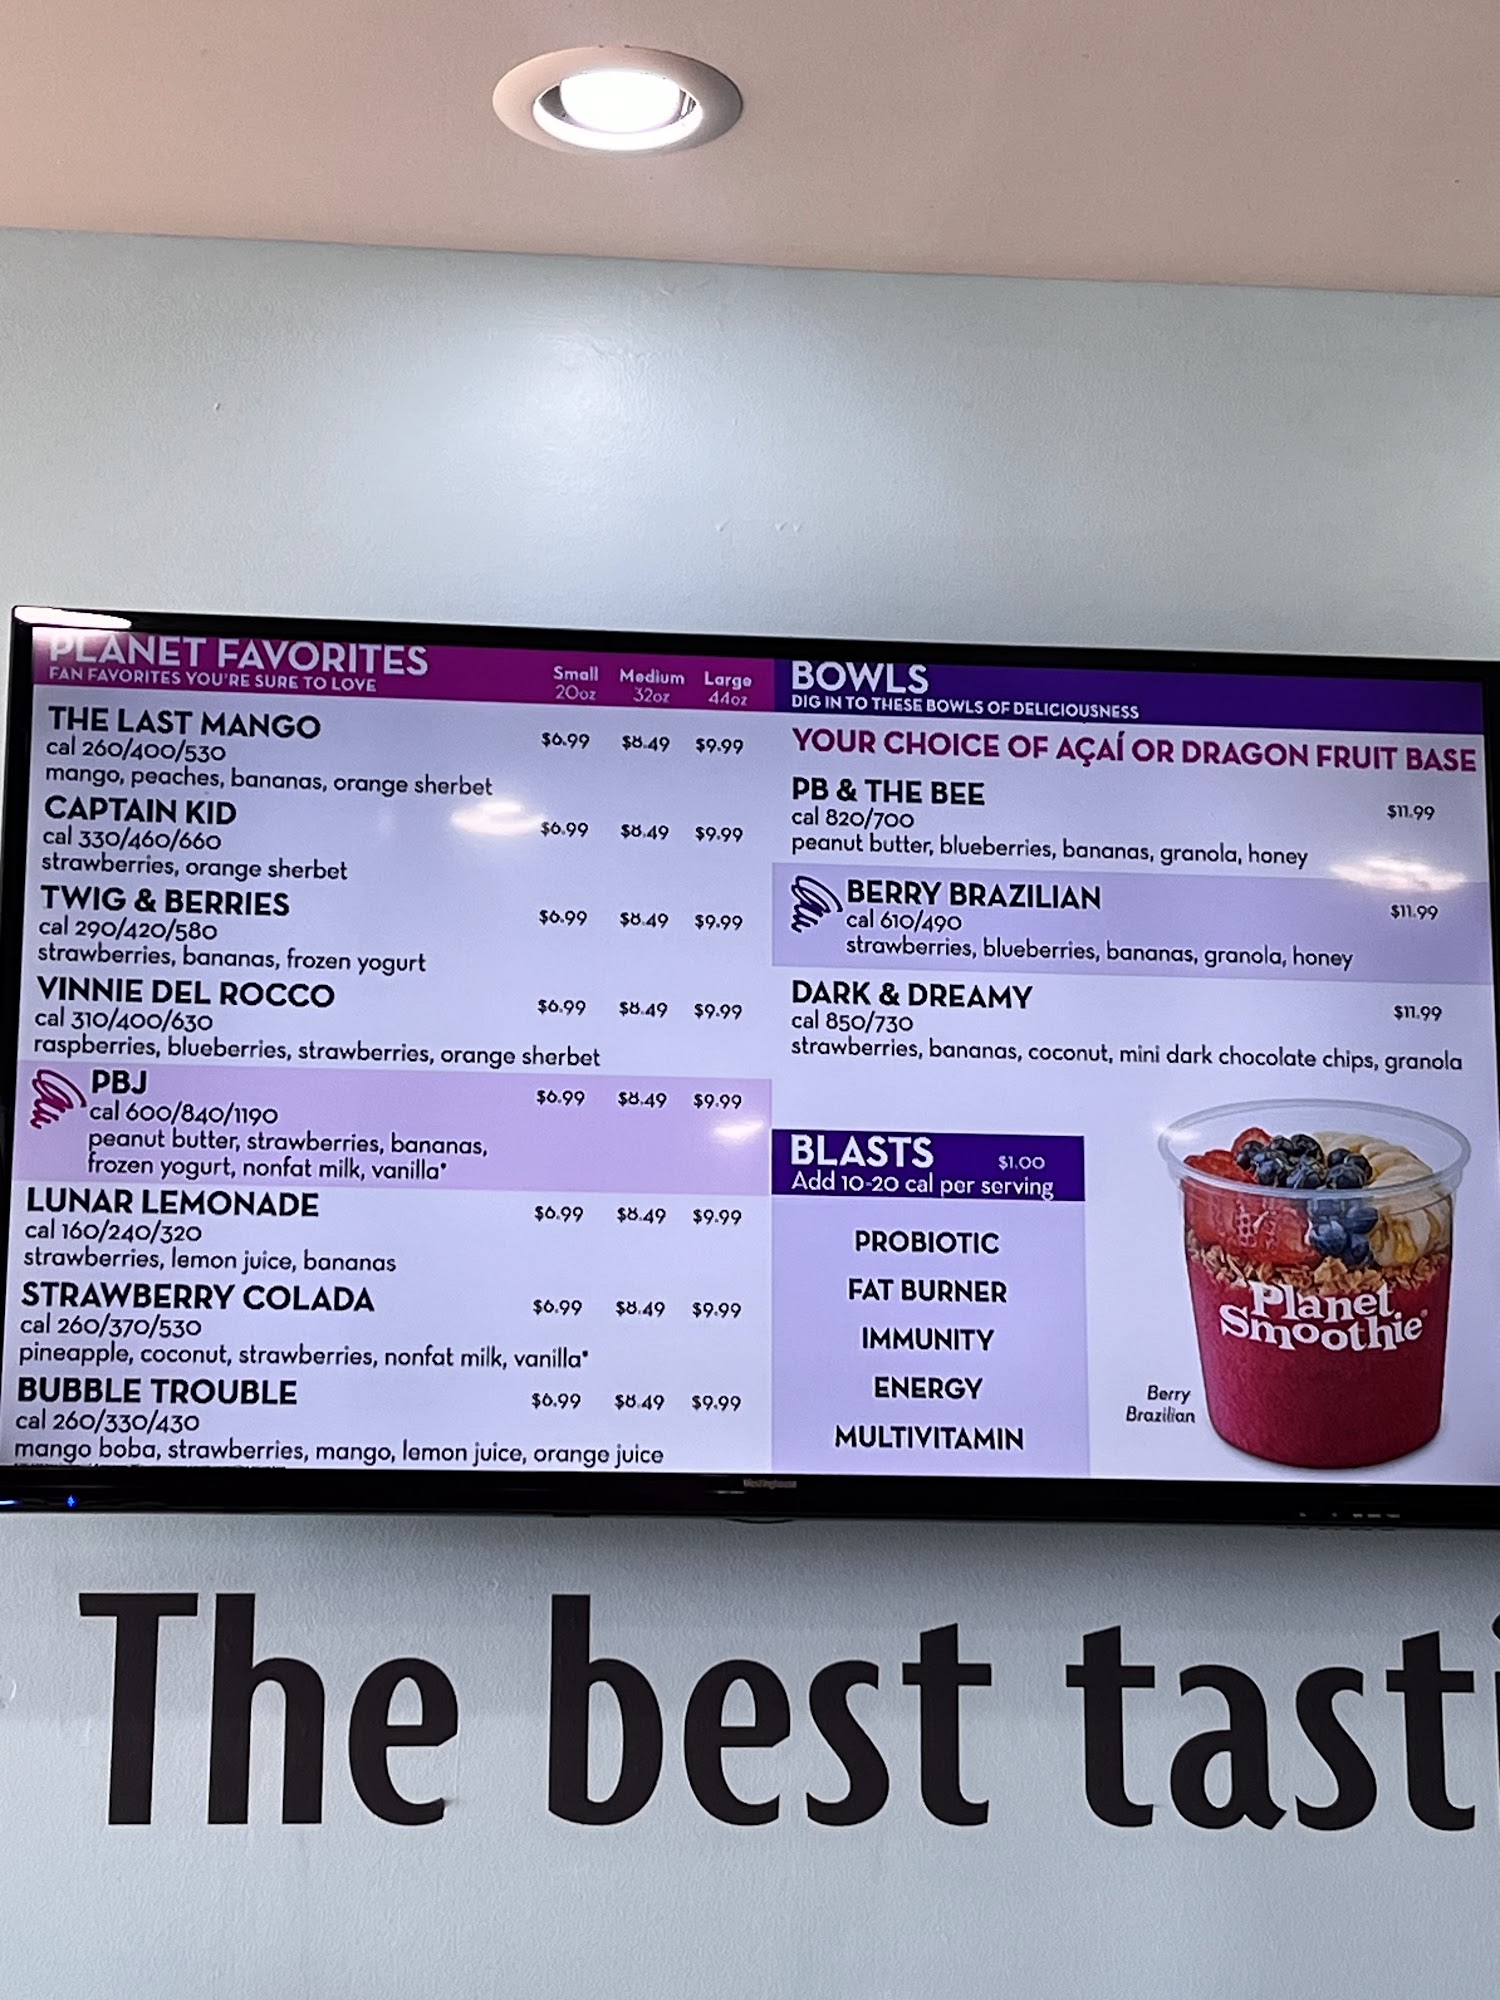 PLANET FAVORITES
FAN FAVORITES YOU'RE SURE TO LOVE
Small Medium Large
20oz 32oz 44oz
THE LAST MANGO
cal 260/400/530
$6.99 $8.49 $9.99
mango, peaches, bananas, orange sherbet
CAPTAIN KID
cal 330/460/660
$6.99 $8.49 $9.99
strawberries, orange sherbet
TWIG & BERRIES
cal 290/420/580
$6.99 $8.49 $9.99
strawberries, bananas, frozen yogurt
VINNIE DEL ROCCO
cal 310/400/630
$6.99 $8.49 $9.99
raspberries, blueberries, strawberries, orange sherbet
PBJ
cal 600/840/1190
$6.99 $8.49 $9.99
peanut butter, strawberries, bananas,
frozen yogurt, nonfat milk, vanilla*
LUNAR LEMONADE
cal 160/240/320
$6.99 $8.49 $9.99
strawberries, lemon juice, bananas
STRAWBERRY COLADA
cal 260/370/530
$6.99 $8.49 $9.99
pineapple, coconut, strawberries, nonfat milk, vanilla*
BUBBLE TROUBLE
cal 260/330/430
$6.99 $8.49 $9.99
mango boba, strawberries, mango, lemon juice, orange juice
BOWLS
DIG IN TO THESE BOWLS OF DELICIOUSNESS
YOUR CHOICE OF AÇAÍ OR DRAGON FRUIT BASE
PB & THE BEE
cal 820/700
$11.99
peanut butter, blueberries, bananas, granola, honey
BERRY BRAZILIAN
cal 610/490
$11.99
strawberries, blueberries, bananas, granola, honey
DARK & DREAMY
cal 850/730
$11.99
strawberries, bananas, coconut, mini dark chocolate chips, granola
BLASTS $1.00
Add 10-20 cal per serving
PROBIOTIC
FAT BURNER
IMMUNITY
ENERGY
MULTIVITAMIN
Planet
Smoothie®
Berry
Brazilian
Westinghouse
The best tasti